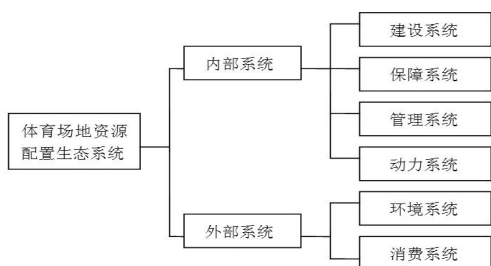 体育场地资源
配置生态系统
内部系统
外部系统
建设系统
保障系统
管理系统
动力系统
环境系统
消费系统